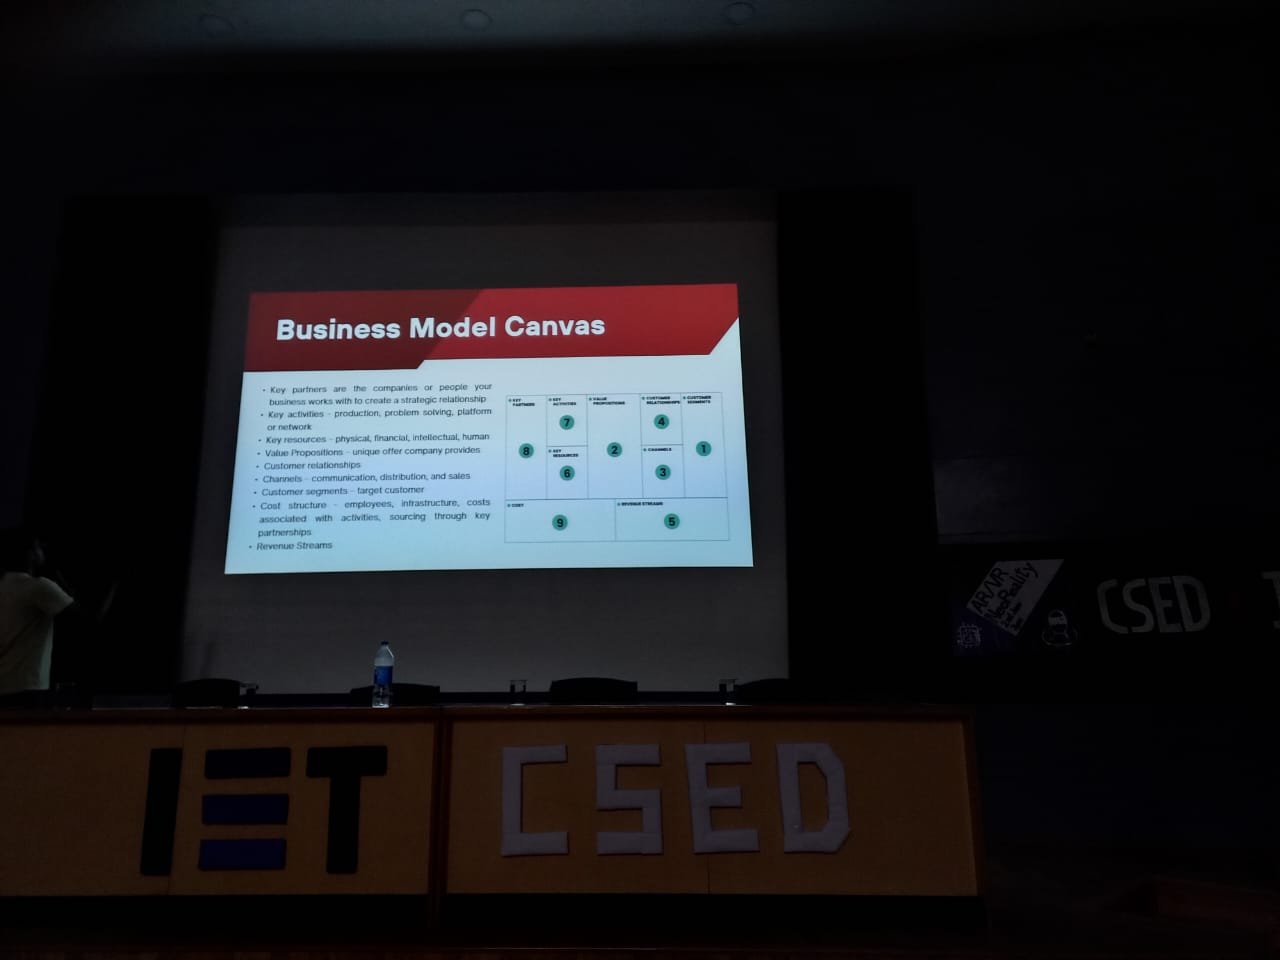 Business Model Canvas
• Key partners are the companies or people your
business works with to create a strategic relationship
• Key activities - production, problem solving, platform
or network
• Key resources - physical, financial, intellectual, human
• Value Propositions - unique offer company provides
• Customer relationships
• Channels - communication, distribution, and sales
• Customer segments - target customer
• Cost structure - employees, infrastructure, costs
associated with activities, sourcing through key
partnerships
• Revenue Streams
KEY
PARTNERS
8
KEY
ACTIVITIES
7
KEY
RESOURCES
6
VALUE
PROPOSITIONS
2
CUSTOMER
RELATIONSHIPS
4
CHANNELS
3
CUSTOMER
SEGMENTS
1
COST
9
REVENUE STREAMS
5
AR/VR
NeoReality
CSED
IET
CSED